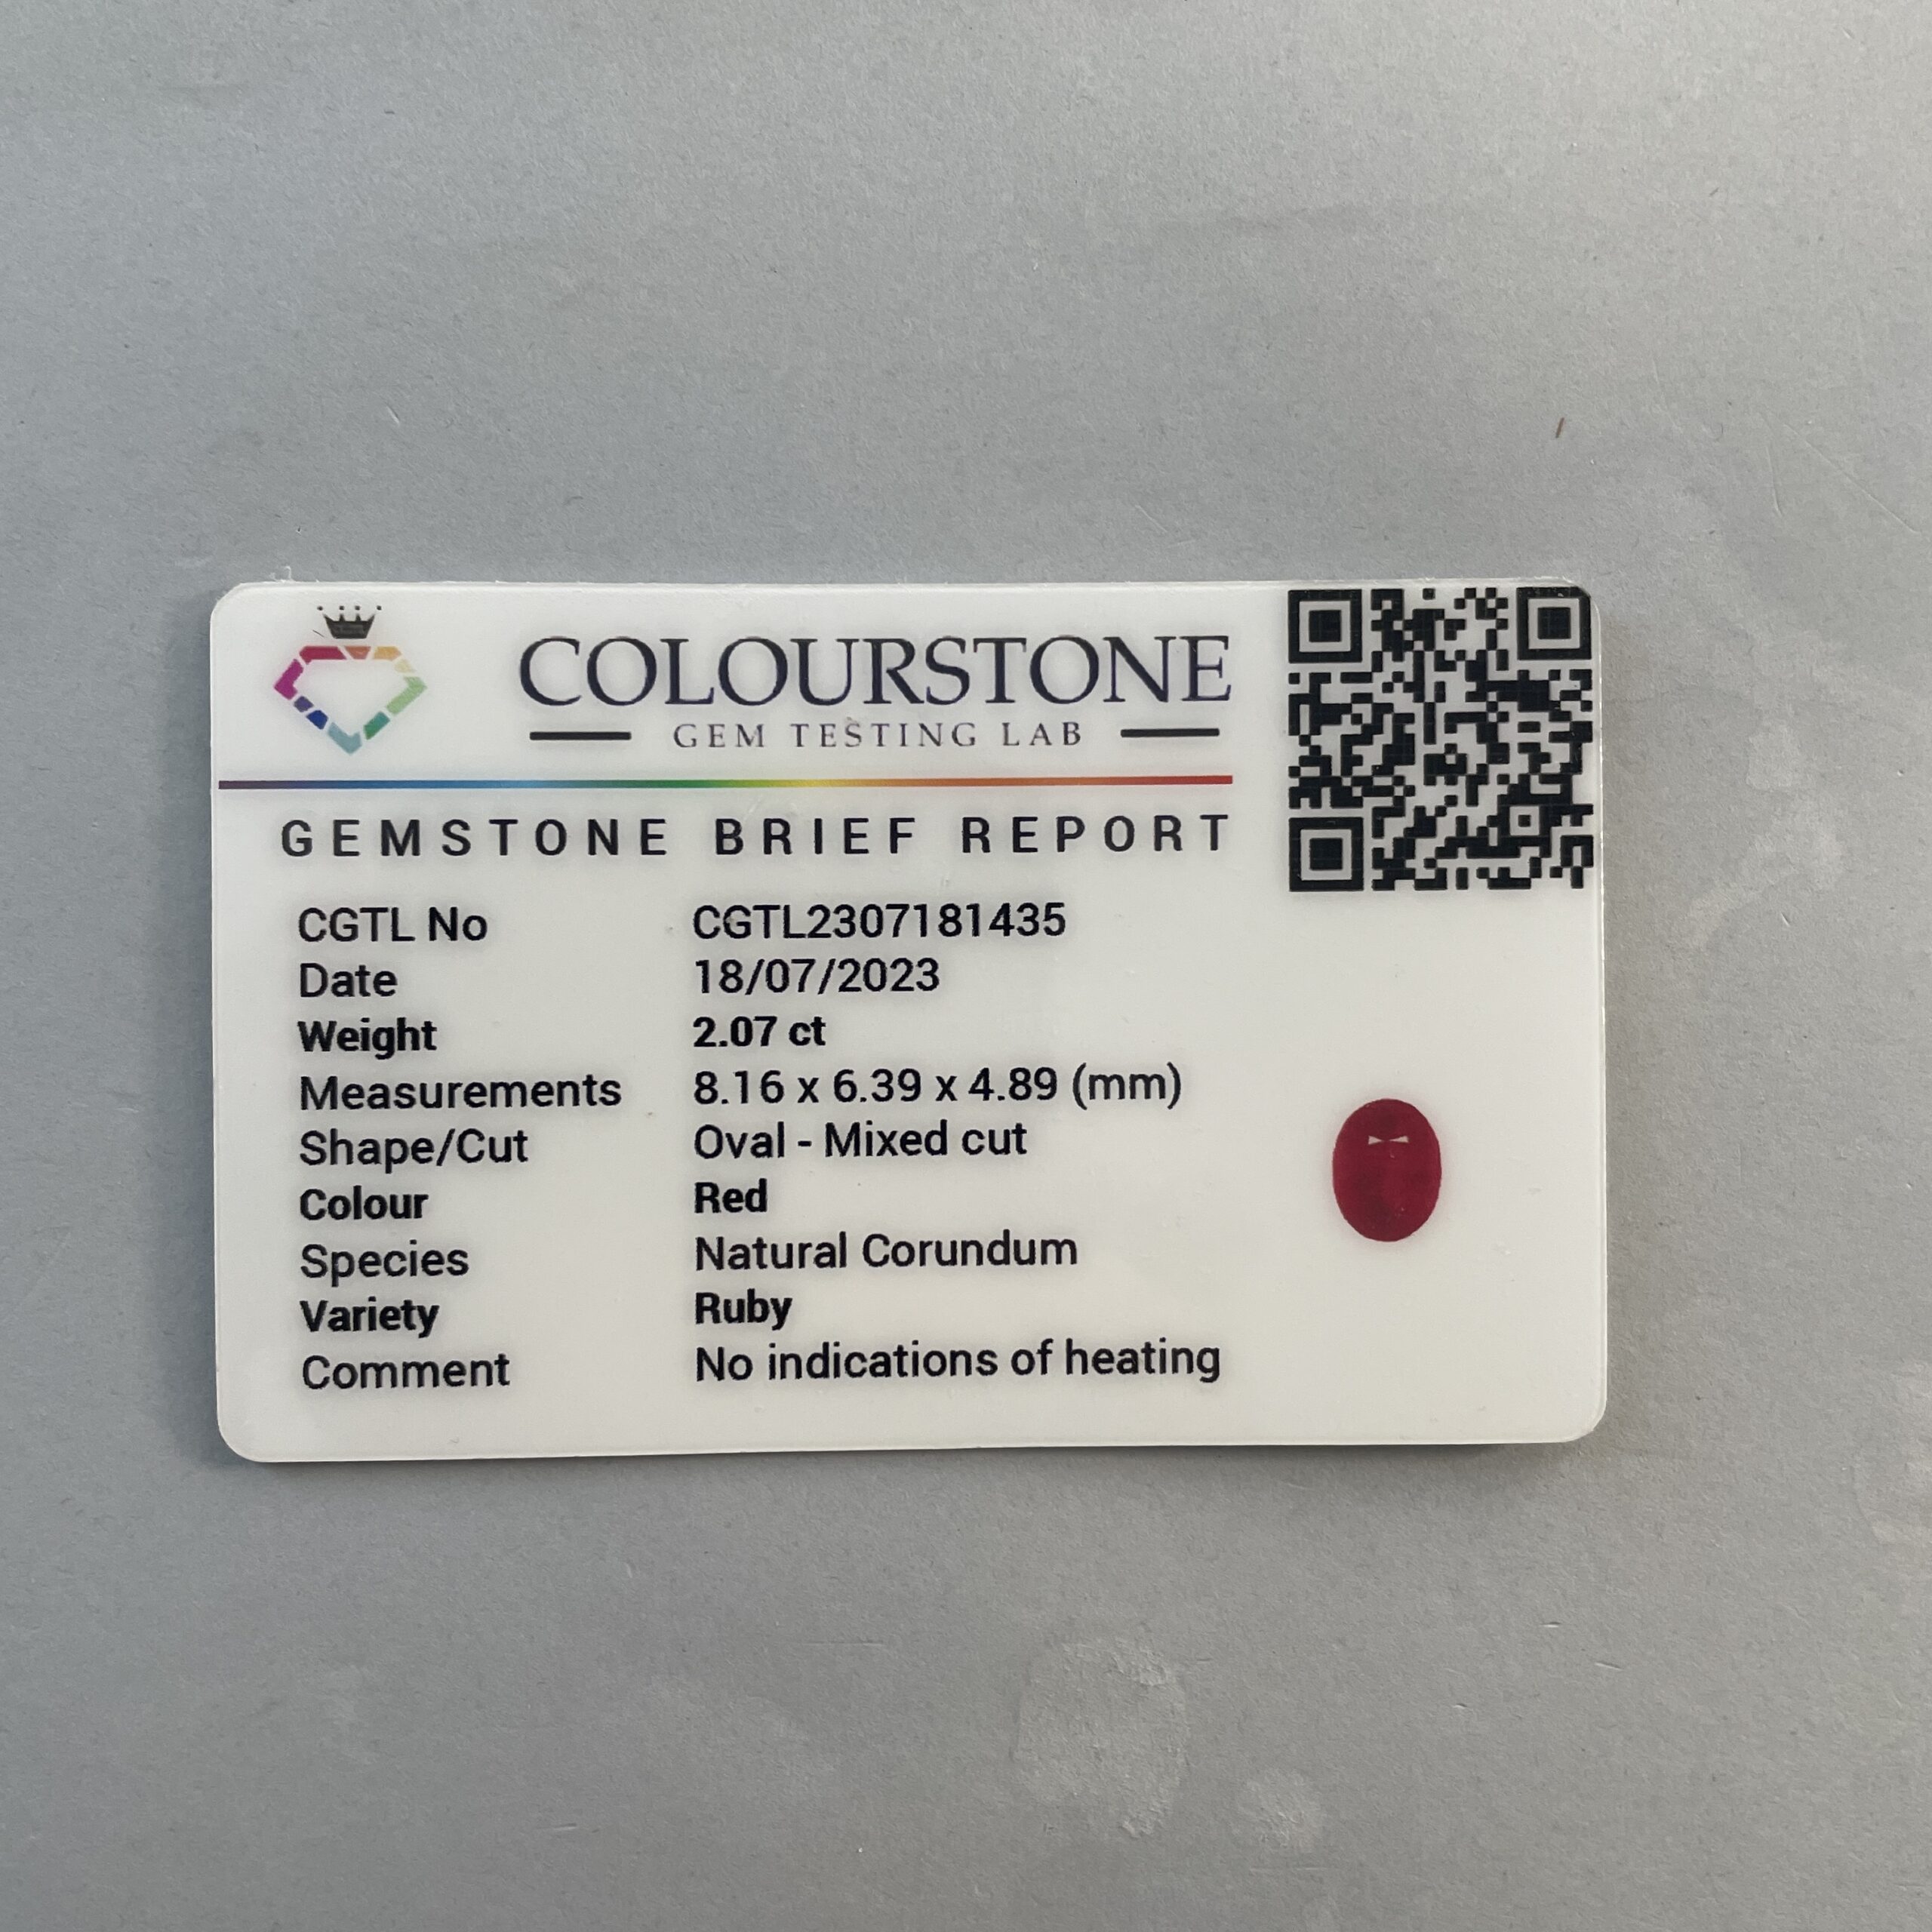 COLOURSTONE
GEM TESTING LAB
GEMSTONE BRIEF REPORT
CGTL No CGTL2307181435
Date 18/07/2023
Weight 2.07 ct
Measurements 8.16 x 6.39 x 4.89 (mm)
Shape/Cut Oval - Mixed cut
Colour Red
Species Natural Corundum
Variety Ruby
Comment No indications of heating